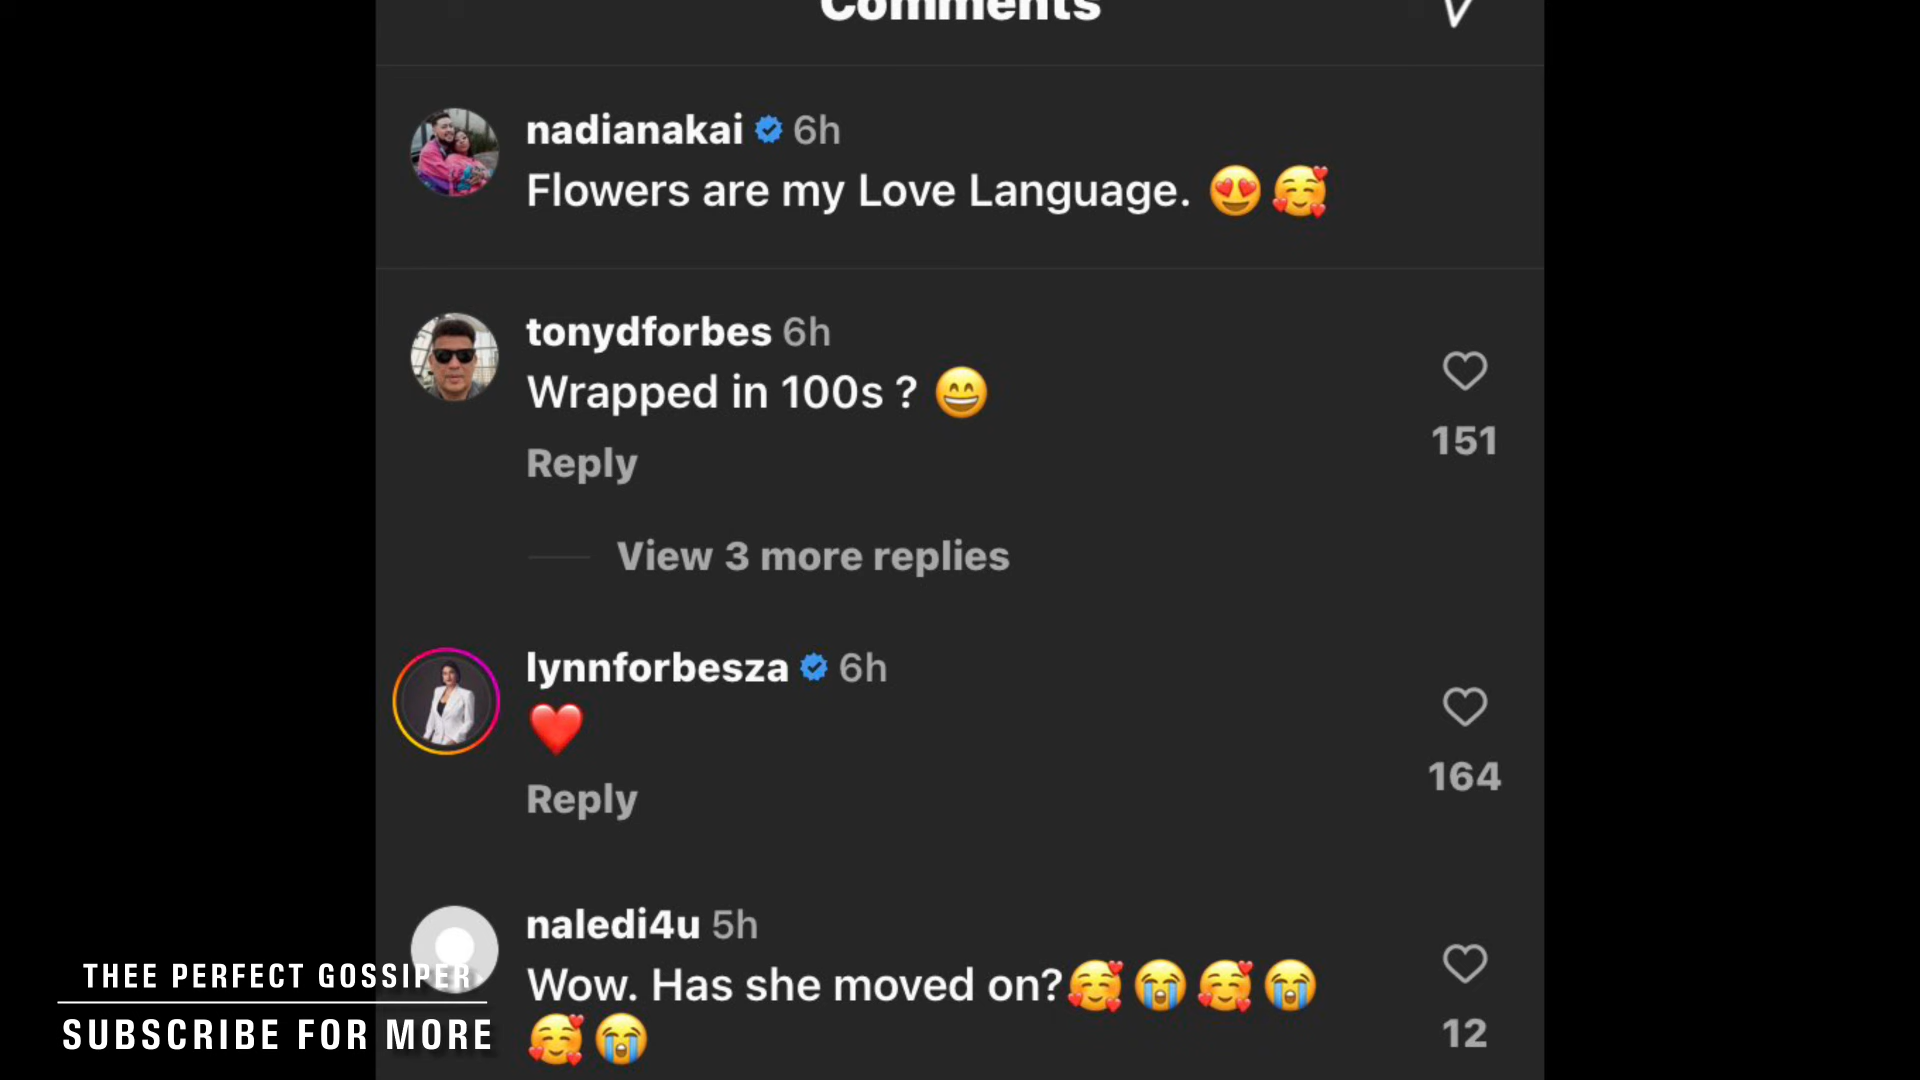 Comments
nadianakai 6h
Flowers are my Love Language. 😍🥰
tonydforbes 6h
Wrapped in 100s ? 😄
151
Reply
View 3 more replies
lynnforbesza 6h
❤️
164
Reply
naledi4u 5h
Wow. Has she moved on?🥰😭🥰😭
🥰😭
12
THEE PERFECT GOSSIPER
SUBSCRIBE FOR MORE